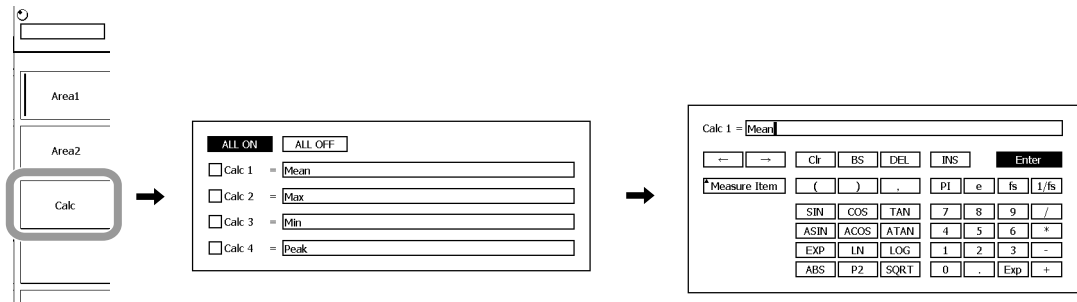 Area1
Area2
Calc
ALL ON ALL OFF
Calc 1 = Mean
Calc 2 = Max
Calc 3 = Min
Calc 4 = Peak
Calc 1 = Mean
← → Clr BS DEL INS Enter
Measure Item ( ) , PI e fs 1/fs
SIN COS TAN 7 8 9 /
ASIN ACOS ATAN 4 5 6 *
EXP LN LOG 1 2 3 -
ABS P2 SQRT 0 . Exp +